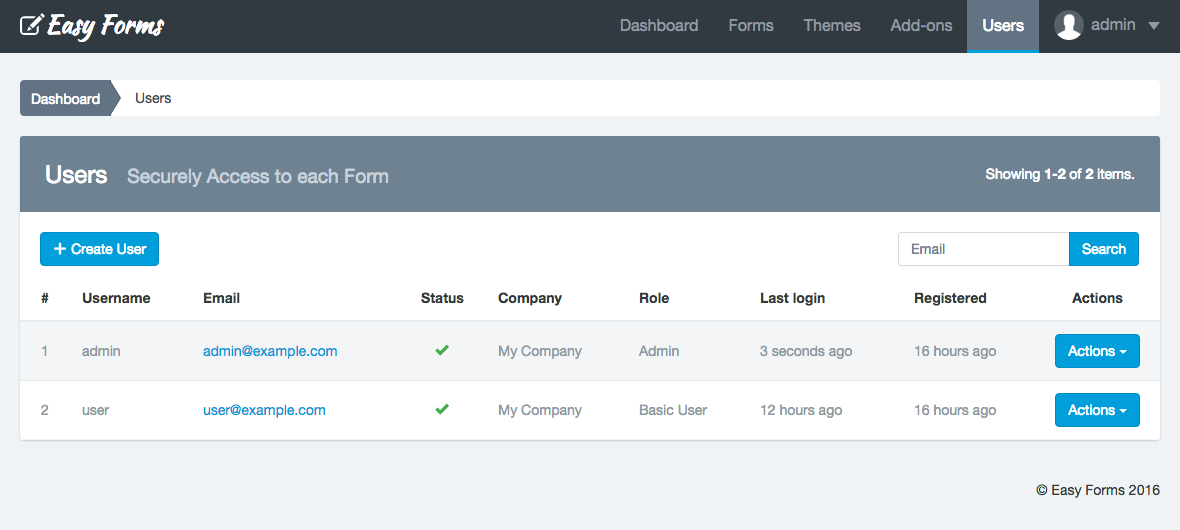 Easy Forms Dashboard Forms Themes Add-ons Users admin
Dashboard Users
Users Securely Access to each Form Showing 1-2 of 2 items.
+ Create User Email Search
# Username Email Status Company Role Last login Registered Actions
1 admin admin@example.com My Company Admin 3 seconds ago 16 hours ago Actions
2 user user@example.com My Company Basic User 12 hours ago 16 hours ago Actions
© Easy Forms 2016